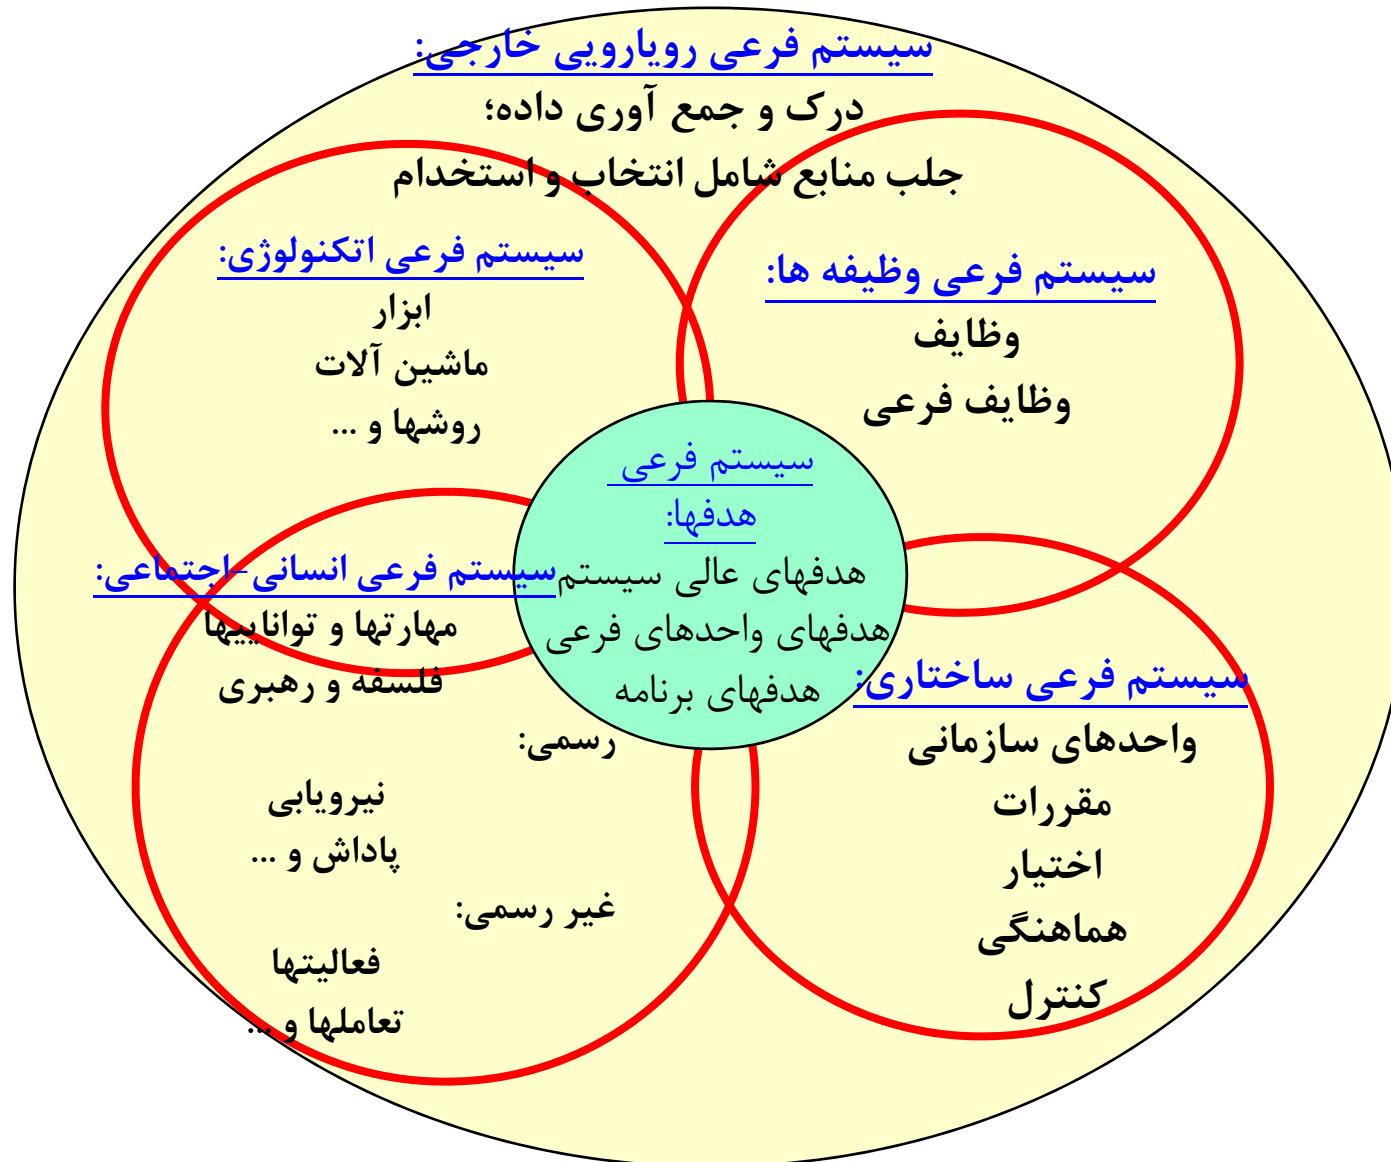 سیستم فرعی رویارویی خارجی:
درک و جمع آوری داده؛
جلب منابع شامل انتخاب و استخدام
سیستم فرعی وظیفه ها:
وظایف
وظایف فرعی
سیستم فرعی اتکنولوژی:
ابزار
ماشین آلات
روشها و ...
سیستم فرعی
هدفها:
هدفهای عالی سیستم
هدفهای واحدهای فرعی
هدفهای برنامه
سیستم فرعی ساختاری:
واحدهای سازمانی
مقررات
اختیار
هماهنگی
کنترل
سیستم فرعی انسانی-اجتماعی:
مهارتها و تواناییها
فلسفه و رهبری
رسمی:
نیرویابی
پاداش و ...
غیر رسمی:
فعالیتها
تعاملها و ...